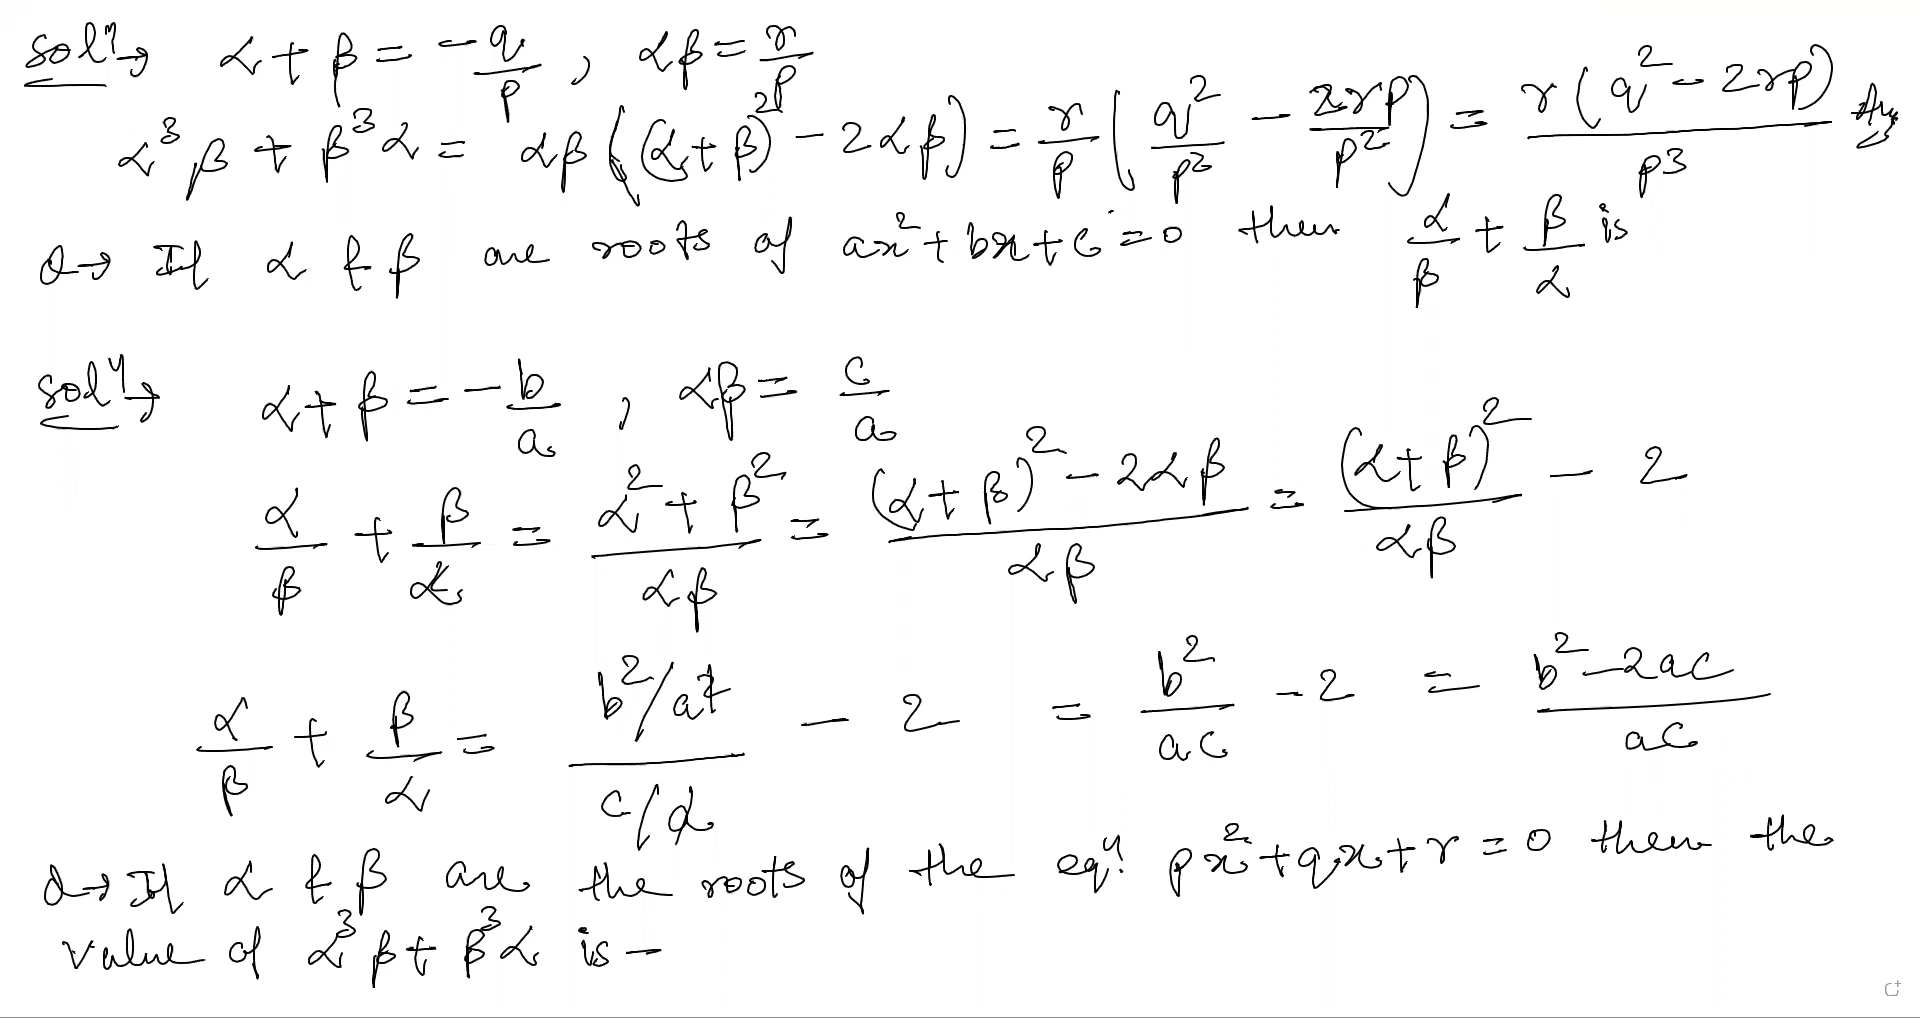 solⁿ→ α+β = -q/p , αβ = r/p
α³β + β³α = αβ((α+β)² - 2αβ) = r/p (q²/p² - 2rp/p²) = r(q² - 2rp)/p³ Ans
Q→ If α & β are roots of ax²+bx+c=0 then α/β + β/α is
solⁿ→ α+β = -b/a , αβ = c/a
α/β + β/α = (α²+β²)/αβ = ((α+β)² - 2αβ)/αβ = (α+β)²/αβ - 2
α/β + β/α = (b²/a²)/(c/a) - 2 = b²/ac - 2 = (b²-2ac)/ac
Q→ If α & β are the roots of the eqⁿ. px²+qx+r=0 then the
value of α³β+β³α is -